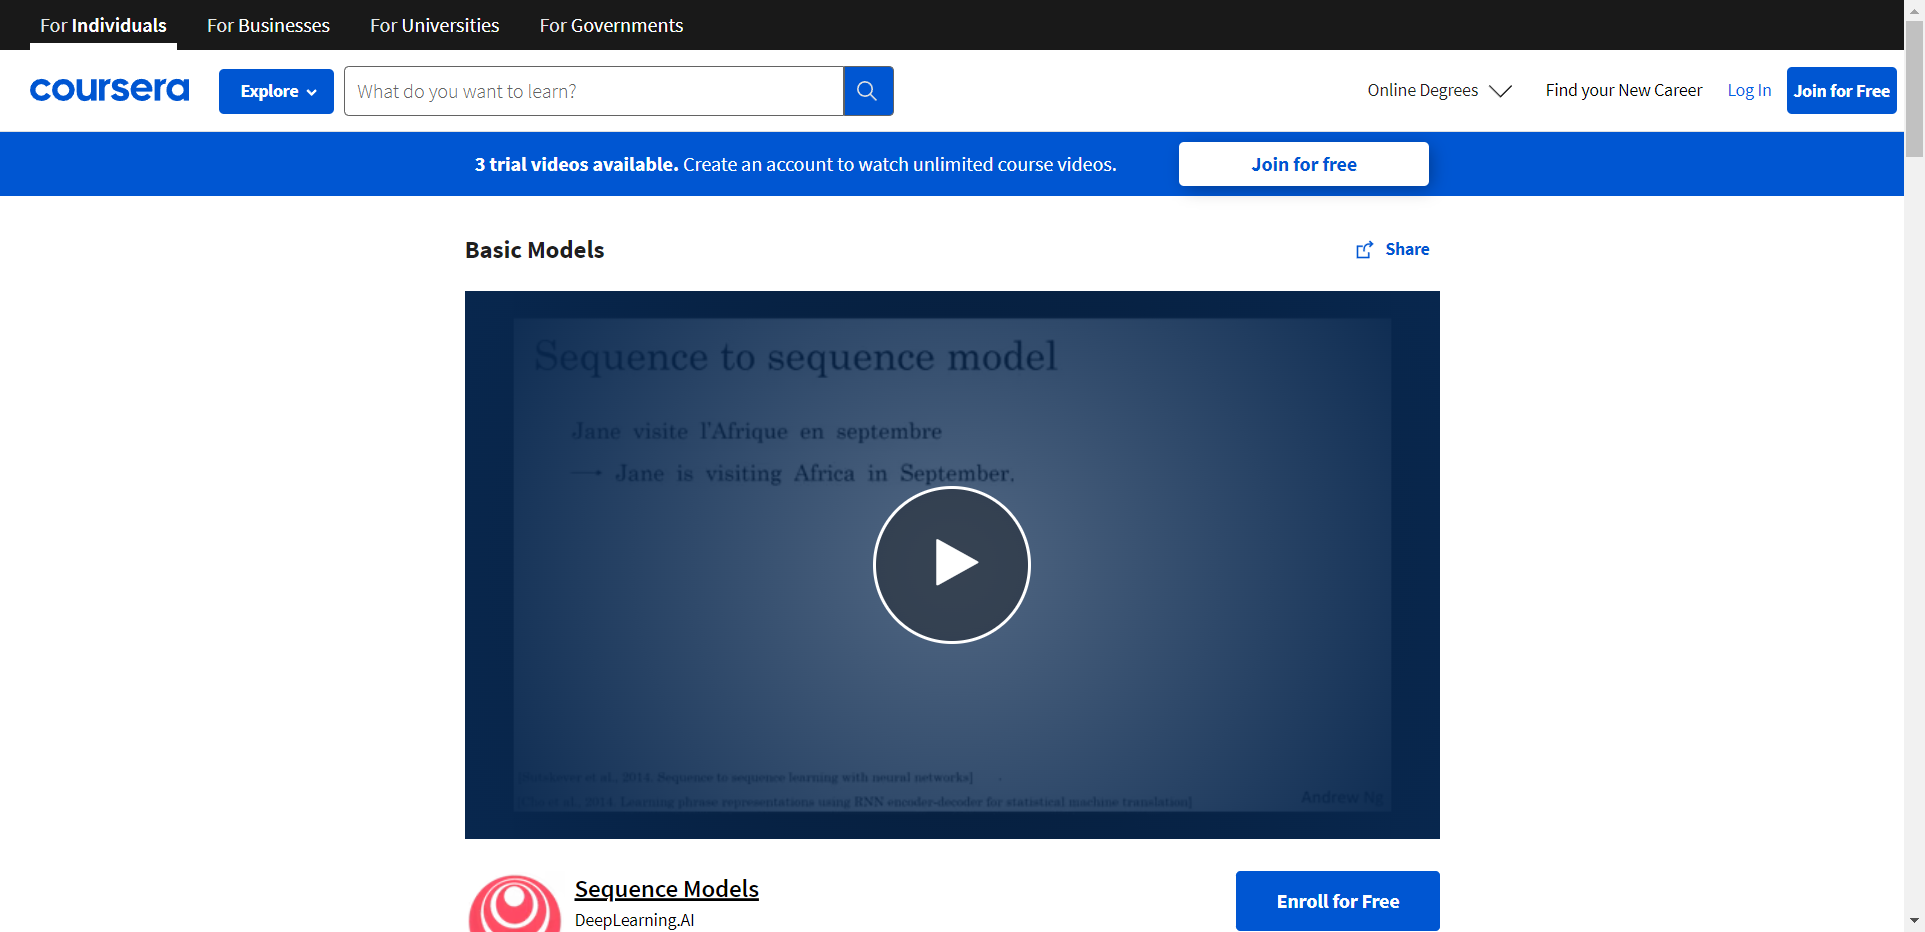 For Individuals For Businesses For Universities For Governments
coursera Explore What do you want to learn? Online Degrees Find your New Career Log In Join for Free
3 trial videos available. Create an account to watch unlimited course videos. Join for free
Basic Models Share
Sequence to sequence model
Jane visite l'Afrique en septembre
→ Jane is visiting Africa in September.
[Sutskever et al., 2014. Sequence to sequence learning with neural networks]
[Cho et al., 2014. Learning phrase representations using RNN encoder-decoder for statistical machine translation] Andrew Ng
Sequence Models
DeepLearning.AI
Enroll for Free